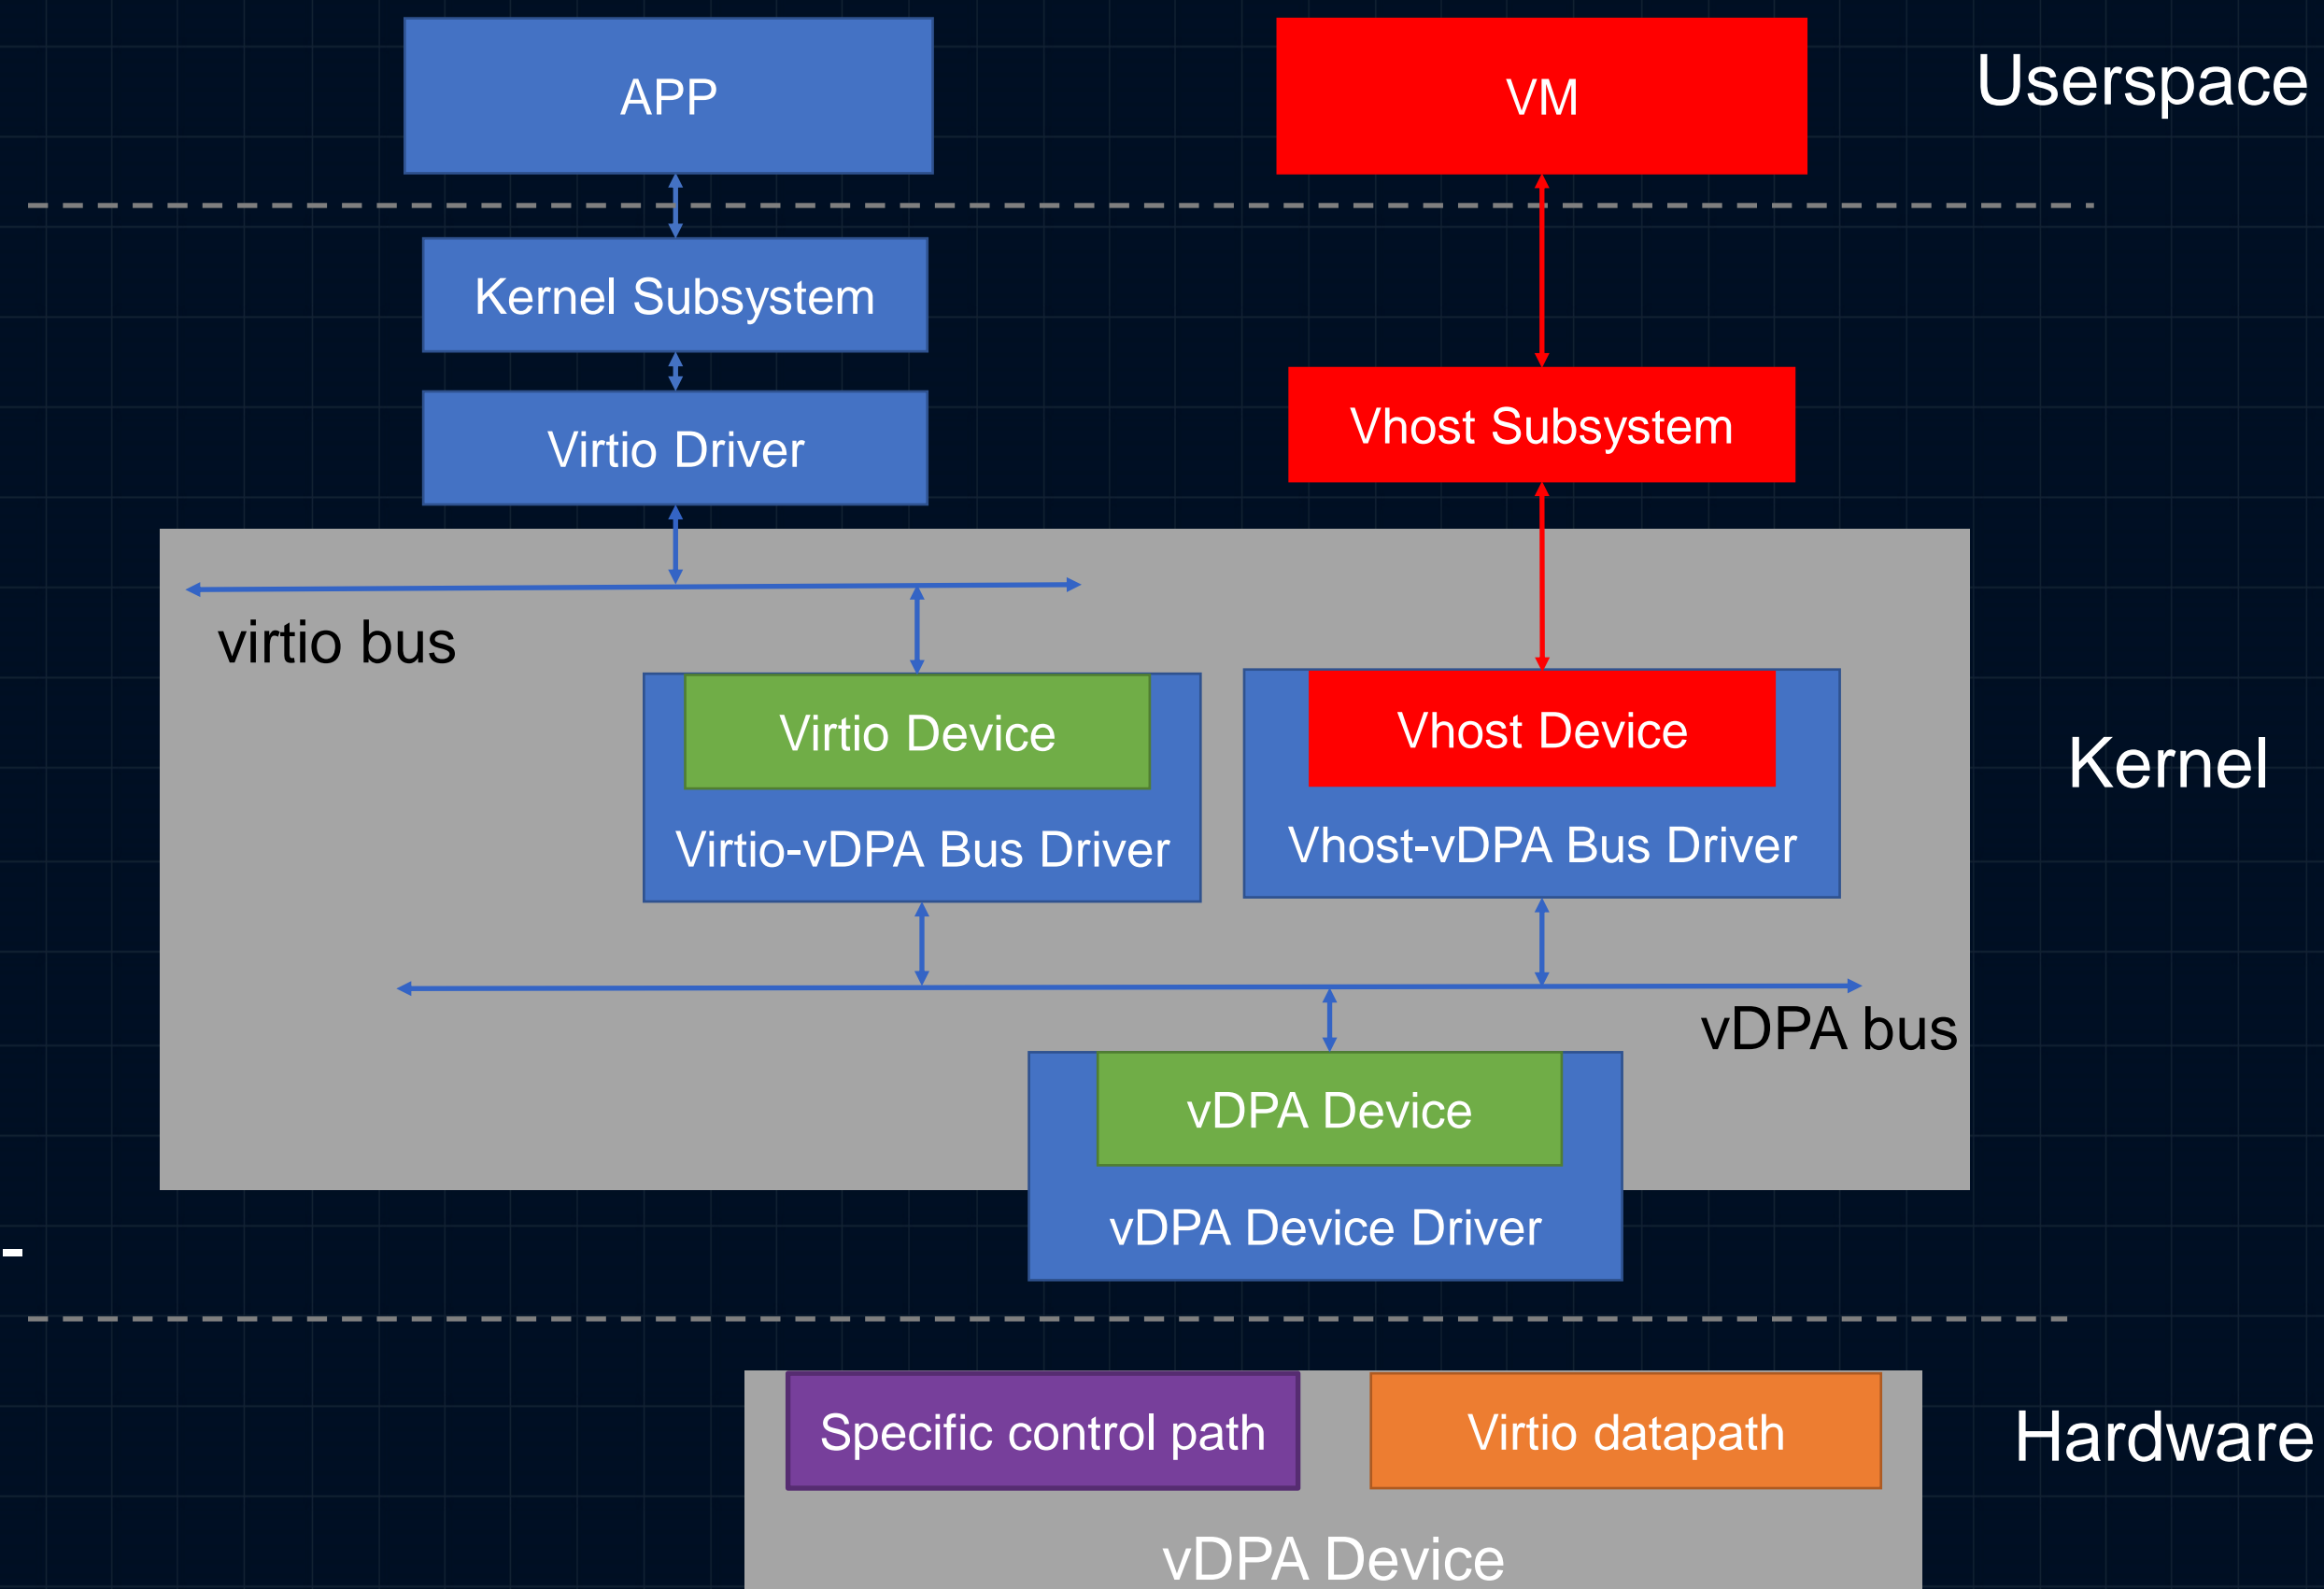 APP
VM
Userspace
Kernel Subsystem
Virtio Driver
Vhost Subsystem
virtio bus
Virtio Device
Vhost Device
Kernel
Virtio-vDPA Bus Driver
Vhost-vDPA Bus Driver
vDPA bus
vDPA Device
vDPA Device Driver
-
Specific control path
Virtio datapath
Hardware
vDPA Device